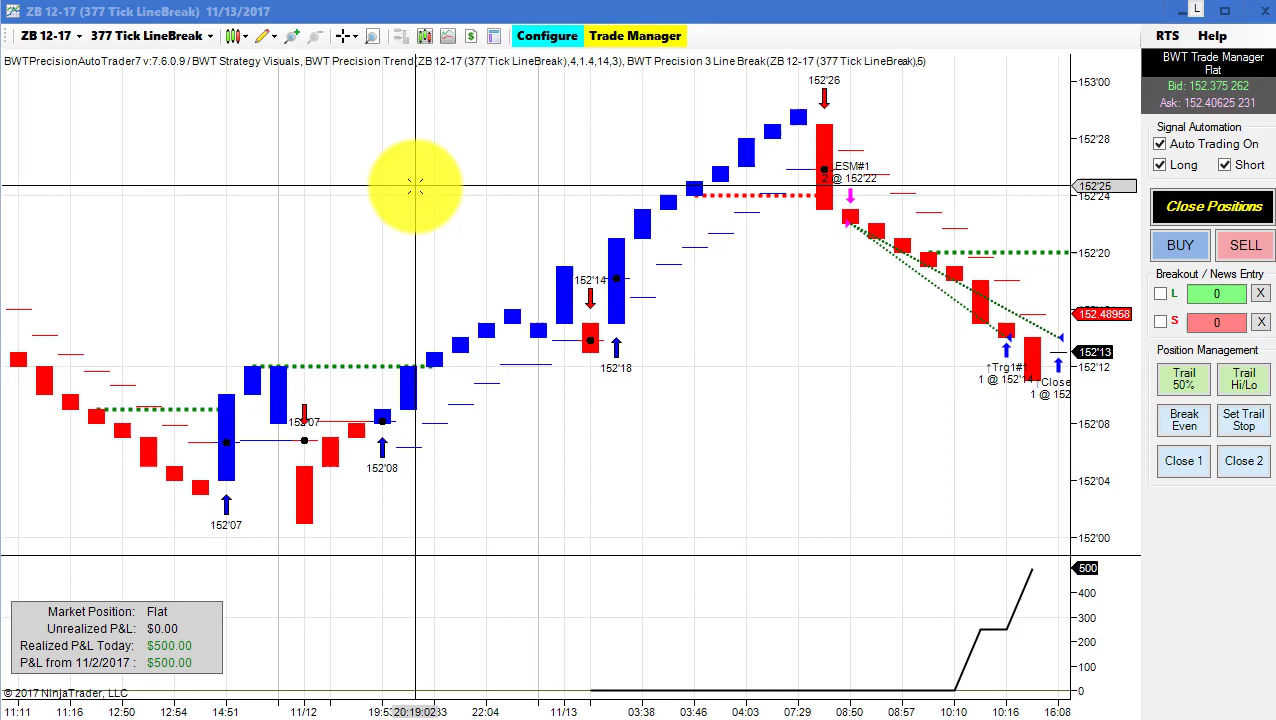 ZB 12-17 (377 Tick LineBreak) 11/13/2017
L
ZB 12-17 377 Tick LineBreak Configure Trade Manager RTS Help
BWTPrecisionAutoTrader7 v:7.6.0.9 / BWT Strategy Visuals, BWT Precision Trend(ZB 12-17 (377 Tick LineBreak),4,1.4,14,3), BWT Precision 3 Line Break(ZB 12-17 (377 Tick LineBreak),5)
BWT Trade Manager
Flat
Bid: 152.375 262
Ask: 152.40625 231
Signal Automation
Auto Trading On
Long Short
Close Positions
BUY SELL
Breakout / News Entry
L 0 X
S 0 X
Position Management
Trail 50%
Trail Hi/Lo
Break Even
Set Trail Stop
Close 1 Close 2
153'00
152'28
152'25
152'24
152'20
152.48958
152'13
152'12
152'08
152'04
152'00
152'26
ESM#1
2 @ 152'22
152'14
152'18
152'07
152'08
152'07
↑Trg1#1
1 @ 152'14
↑Close
1 @ 152
500
400
300
200
100
0
Market Position: Flat
Unrealized P&L: $0.00
Realized P&L Today: $500.00
P&L from 11/2/2017 : $500.00
© 2017 NinjaTrader, LLC
11:11 11:16 12:50 12:54 14:51 11/12 19:53 20:19:02 33 22:04 11/13 03:38 03:46 04:03 07:29 08:50 08:57 10:10 10:16 16:08